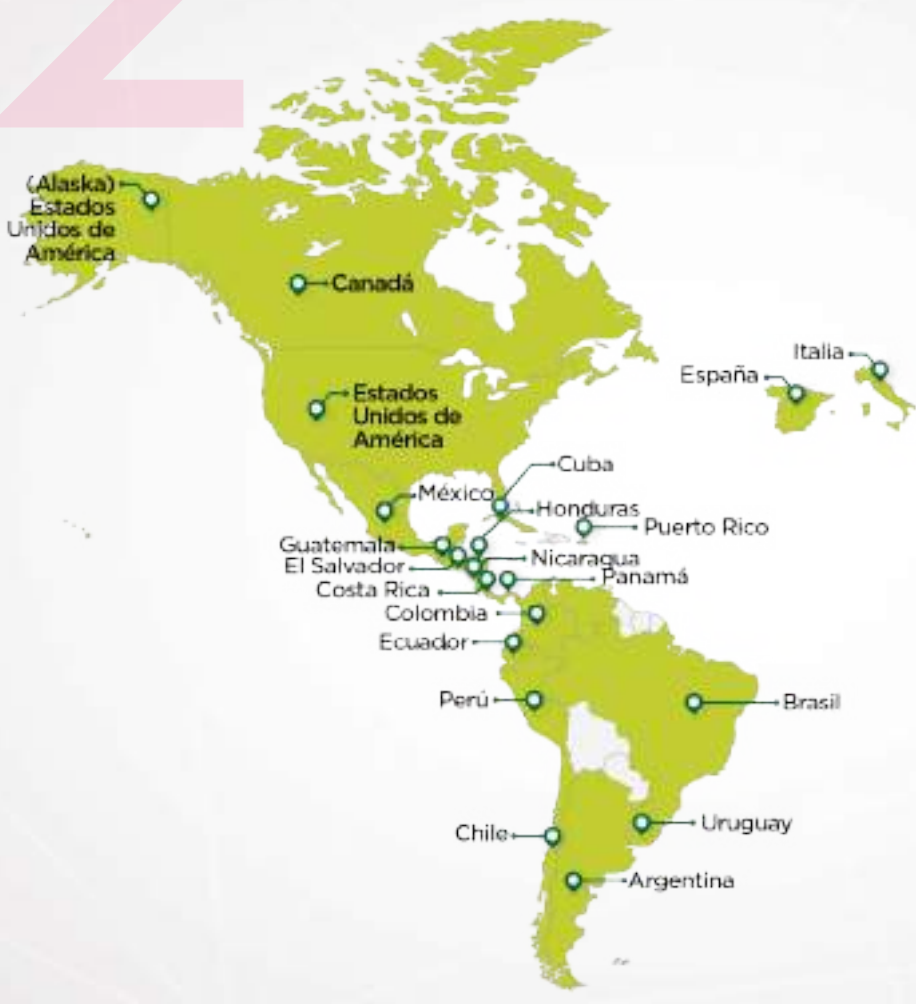 (Alaska)
Estados
Unidos de
América
Canadá
Italia
España
Estados
Unidos de
América
Cuba
México
Honduras
Puerto Rico
Guatemala
Nicaragua
El Salvador
Panamá
Costa Rica
Colombia
Ecuador
Perú
Brasil
Uruguay
Chile
Argentina